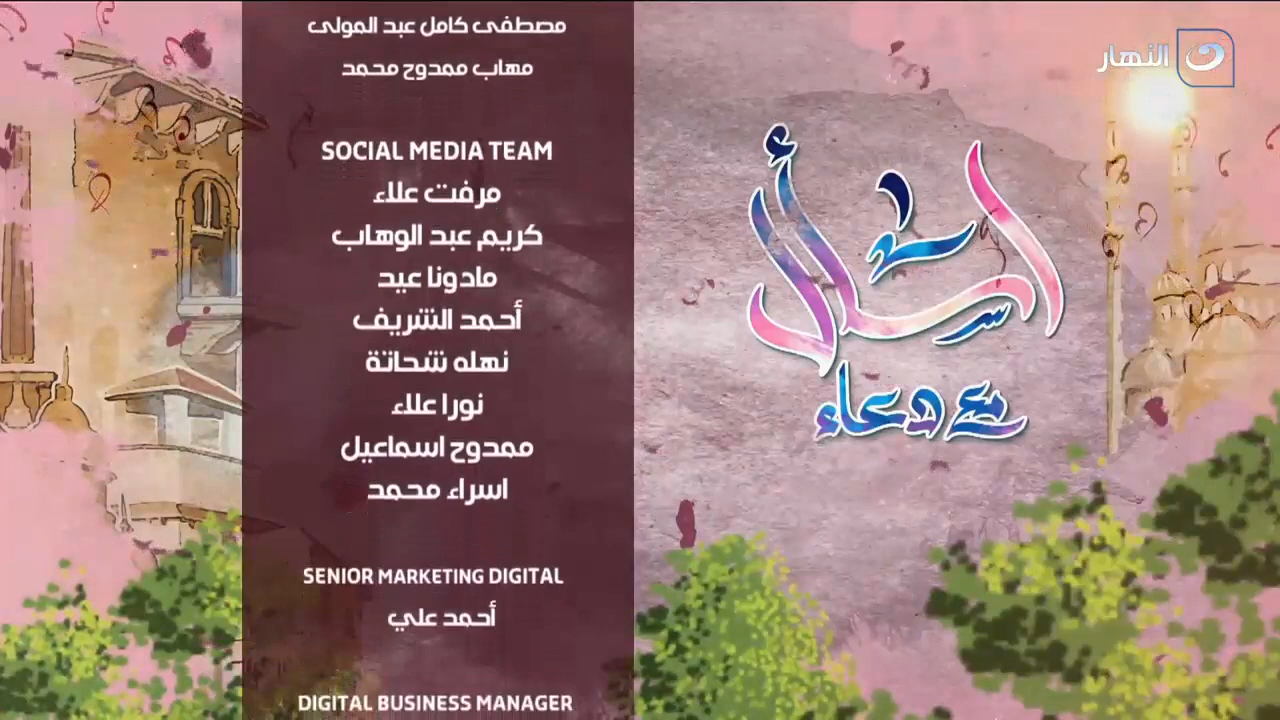 مصطفى كامل عبد المولى
مهاب ممدوح محمد
SOCIAL MEDIA TEAM
مرفت علاء
كريم عبد الوهاب
مادونا عيد
أحمد الشريف
نهله شحاتة
نورا علاء
ممدوح اسماعيل
اسراء محمد
SENIOR MARKETING DIGITAL
أحمد علي
DIGITAL BUSINESS MANAGER
النهار
اسأل
مع دعاء